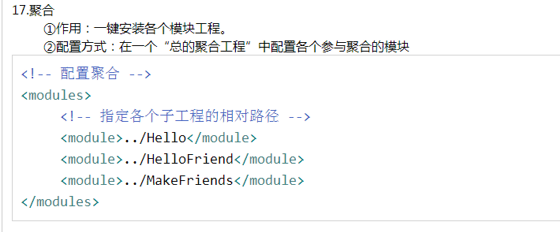 17.聚合
①作用：一键安装各个模块工程。
②配置方式：在一个“总的聚合工程”中配置各个参与聚合的模块
<!-- 配置聚合 -->
<modules>
<!-- 指定各个子工程的相对路径 -->
<module>../Hello</module>
<module>../HelloFriend</module>
<module>../MakeFriends</module>
</modules>